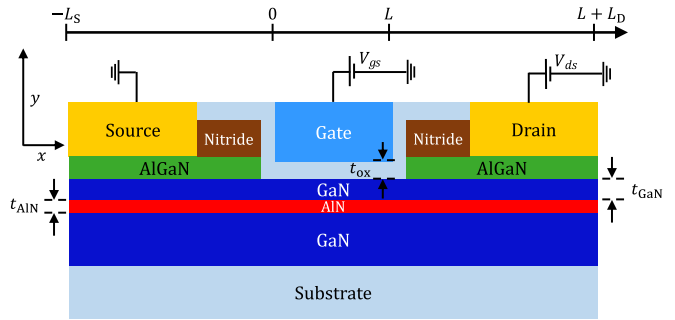 −L_S 0 L L + L_D
V_gs V_ds
y
x
Source Nitride Gate Nitride Drain
AlGaN t_ox AlGaN
GaN t_GaN
t_AlN AlN
GaN
Substrate